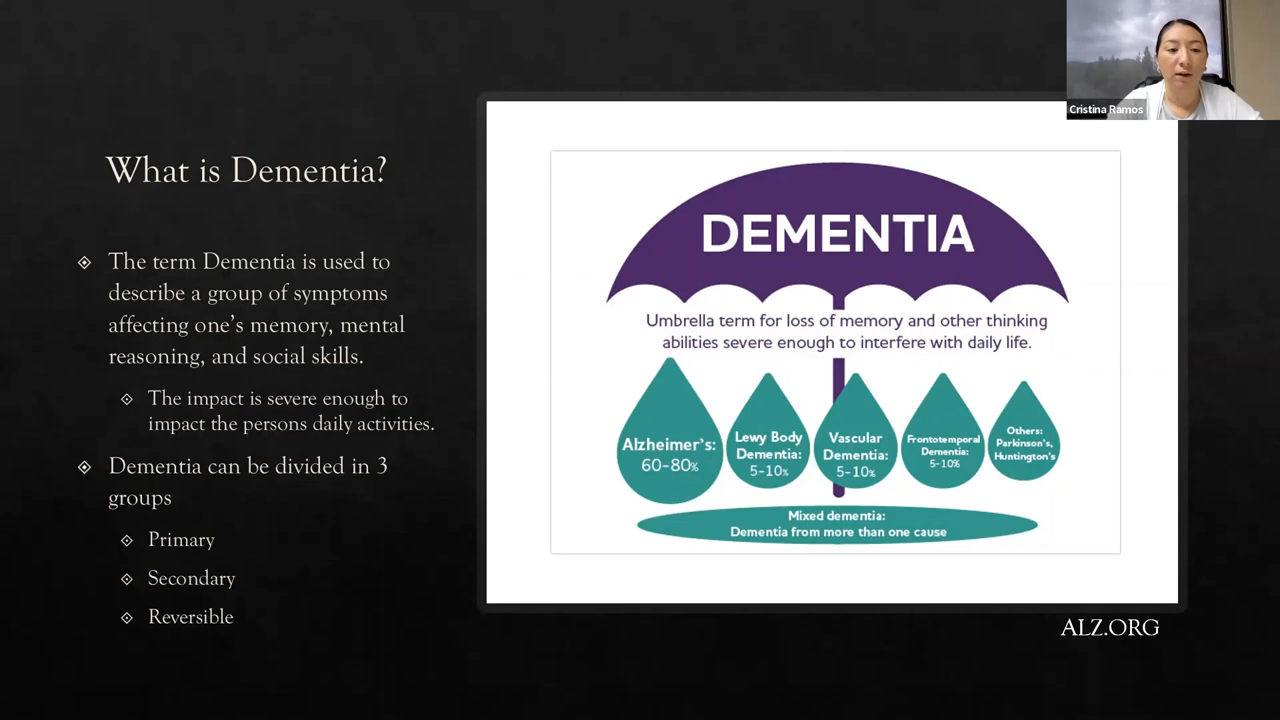 Cristina Ramos
What is Dementia?
The term Dementia is used to
describe a group of symptoms
affecting one's memory, mental
reasoning, and social skills.
The impact is severe enough to
impact the persons daily activities.
Dementia can be divided in 3
groups
Primary
Secondary
Reversible
DEMENTIA
Umbrella term for loss of memory and other thinking
abilities severe enough to interfere with daily life.
Alzheimer's:
60-80%
Lewy Body
Dementia:
5-10%
Vascular
Dementia:
5-10%
Frontotemporal
Dementia:
5-10%
Others:
Parkinson's,
Huntington's
Mixed dementia:
Dementia from more than one cause
ALZ.ORG